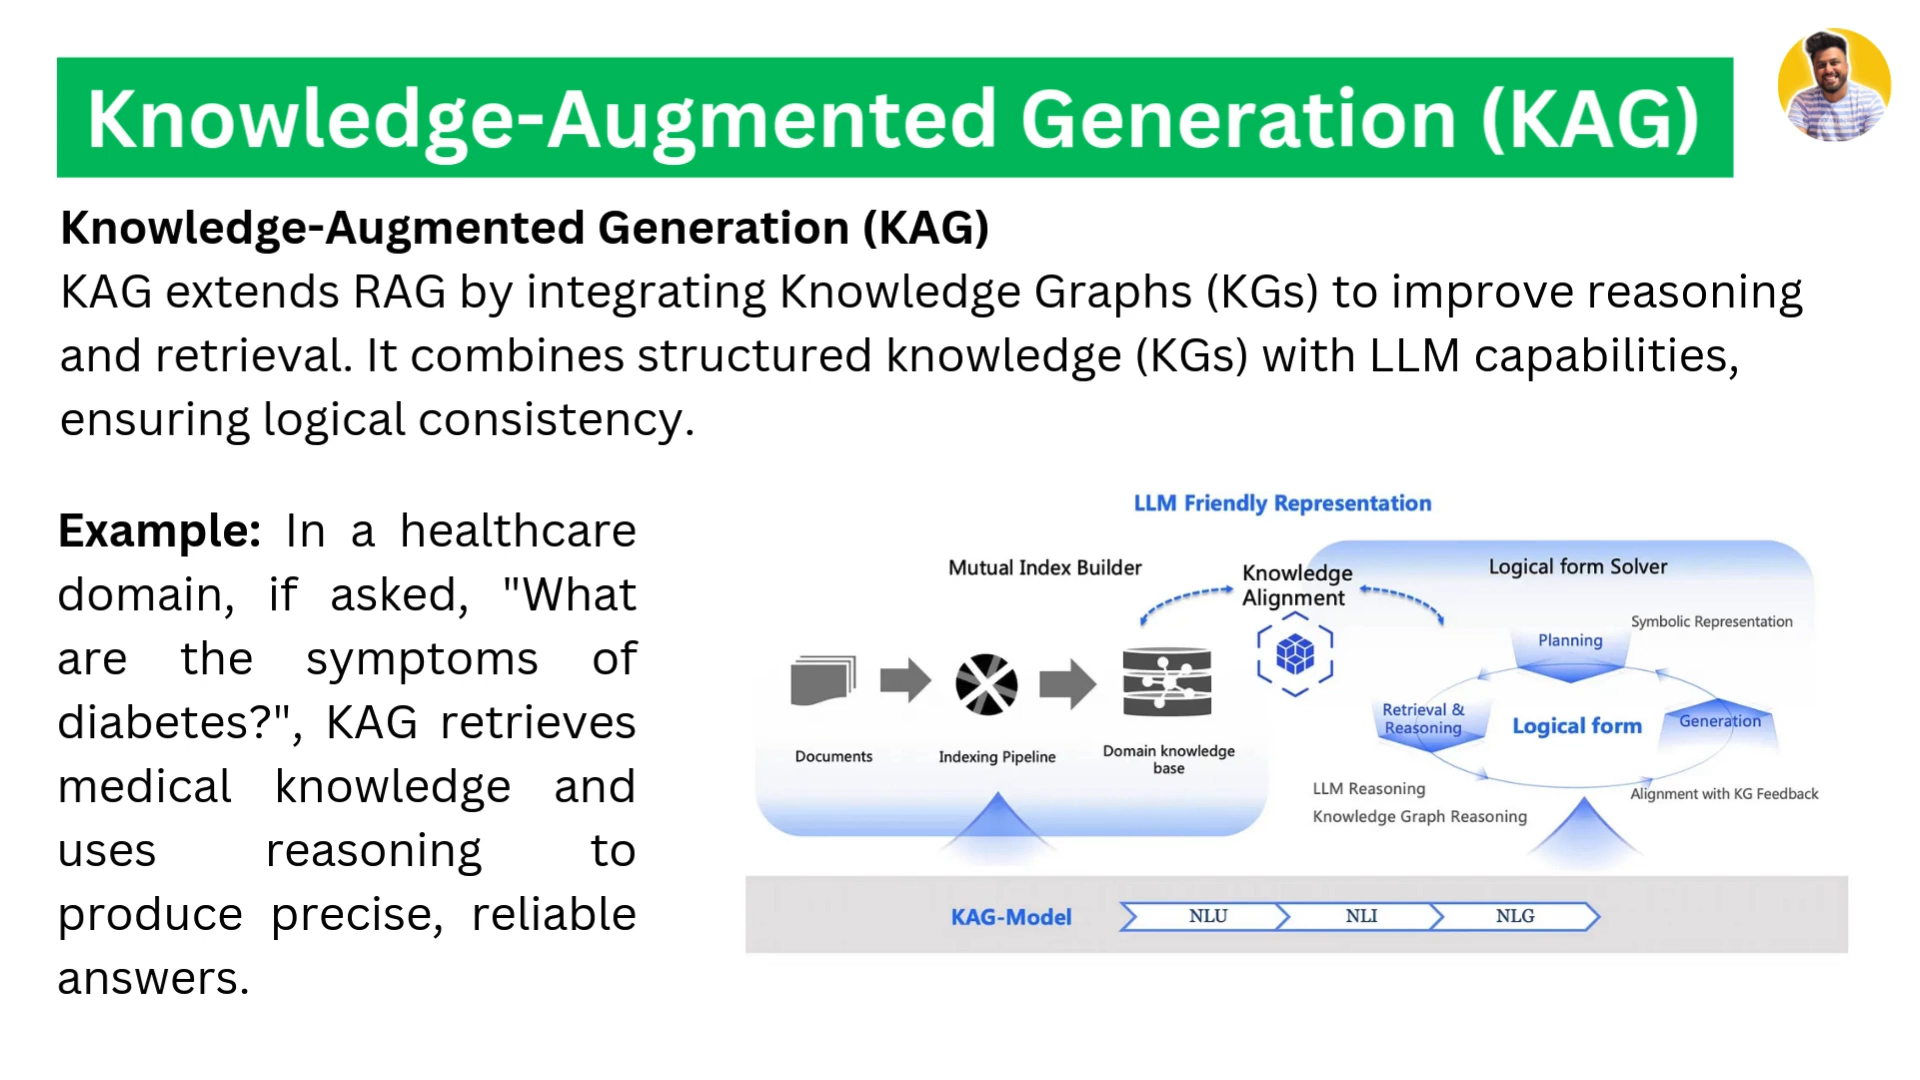 Knowledge-Augmented Generation (KAG)
Knowledge-Augmented Generation (KAG)
KAG extends RAG by integrating Knowledge Graphs (KGs) to improve reasoning
and retrieval. It combines structured knowledge (KGs) with LLM capabilities,
ensuring logical consistency.
Example: In a healthcare
domain, if asked, "What
are the symptoms of
diabetes?", KAG retrieves
medical knowledge and
uses reasoning to
produce precise, reliable
answers.
LLM Friendly Representation
Mutual Index Builder
Knowledge
Alignment
Logical form Solver
Symbolic Representation
Planning
Retrieval &
Reasoning
Logical form
Generation
Documents
Indexing Pipeline
Domain knowledge
base
LLM Reasoning
Knowledge Graph Reasoning
Alignment with KG Feedback
KAG-Model
NLU
NLI
NLG